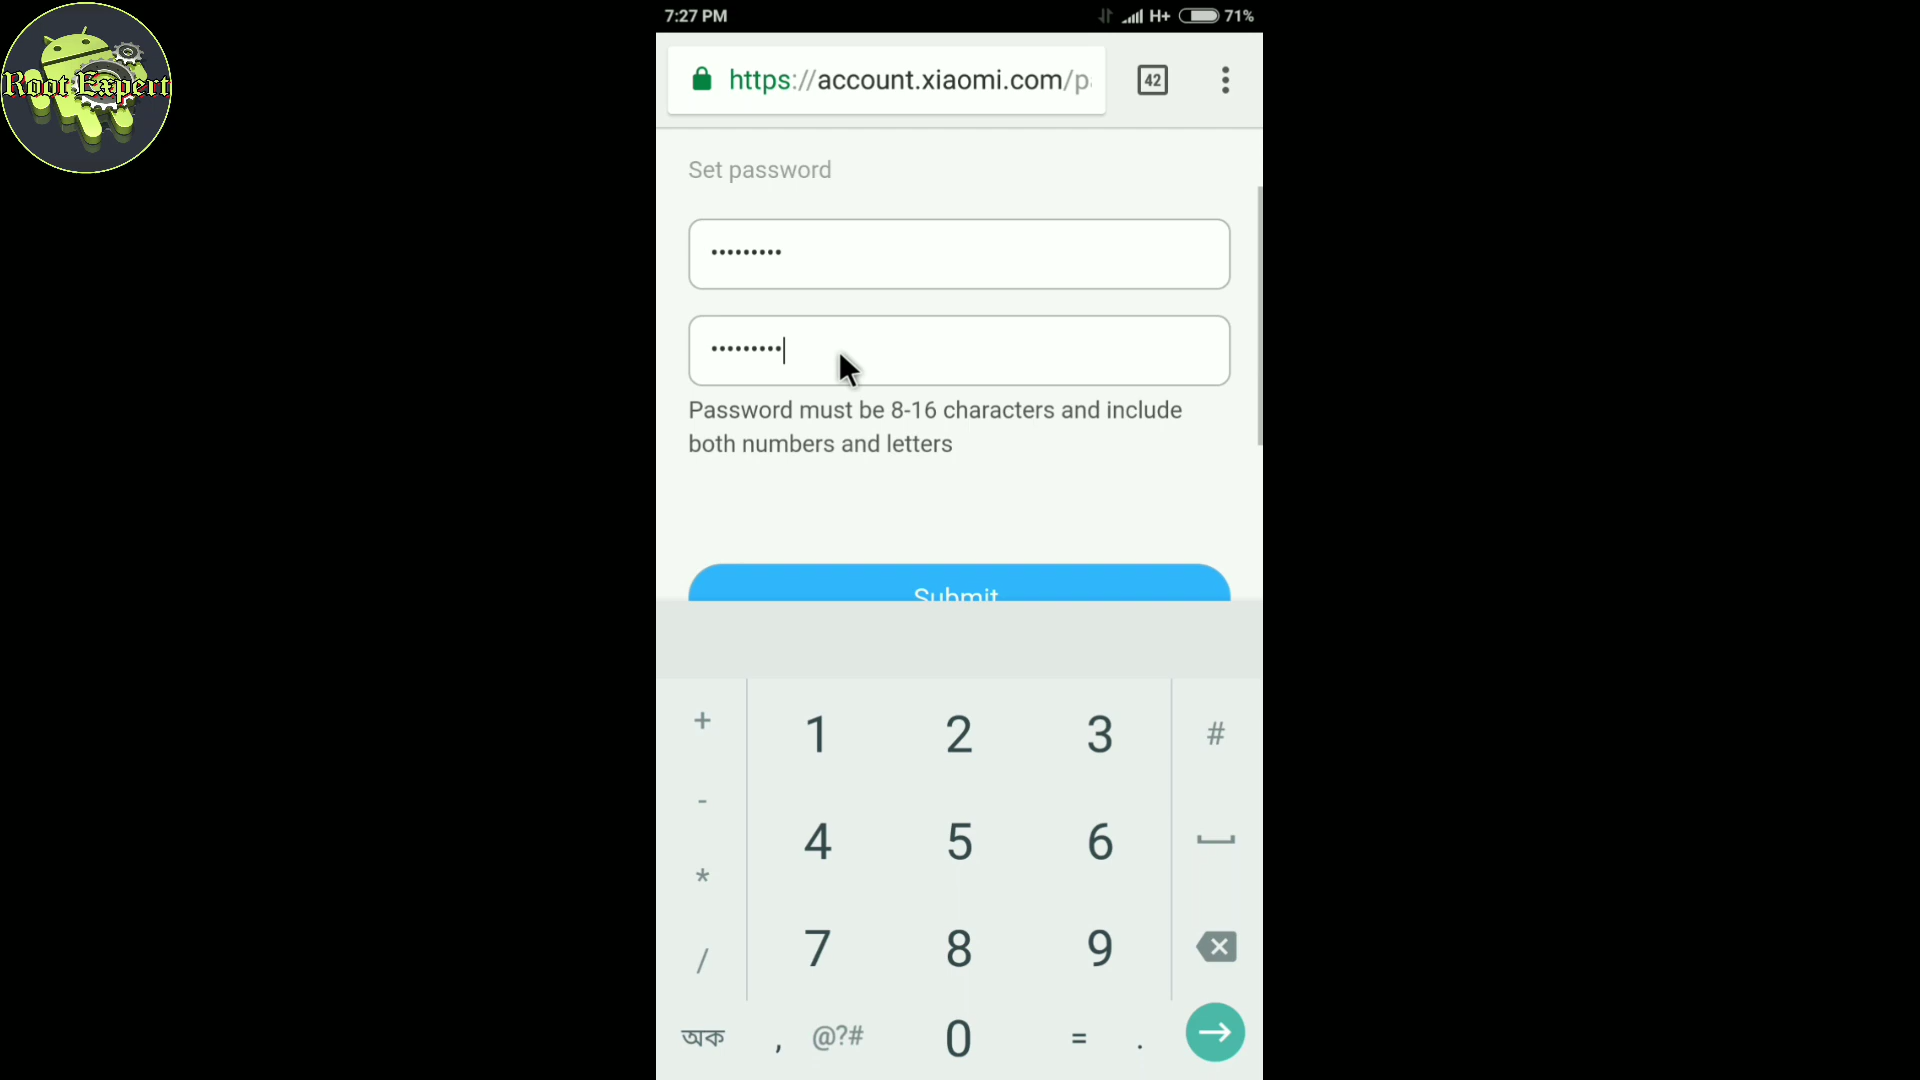 7:27 PM
H+ 71%
Root Expert
https://account.xiaomi.com/p
42
Set password
•••••••••
•••••••••
Password must be 8-16 characters and include
both numbers and letters
Submit
+ 1 2 3 #
- 4 5 6
* 7 8 9
/
অক , @?# 0 = .